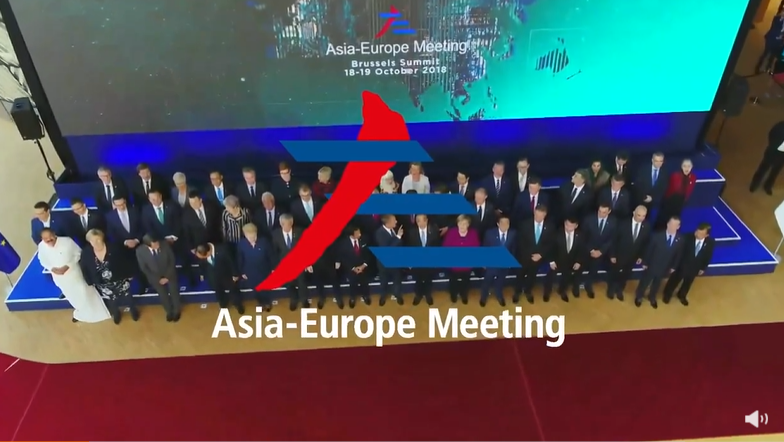 Asia-Europe Meeting
Brussels Summit
18-19 October 2018
Asia-Europe Meeting